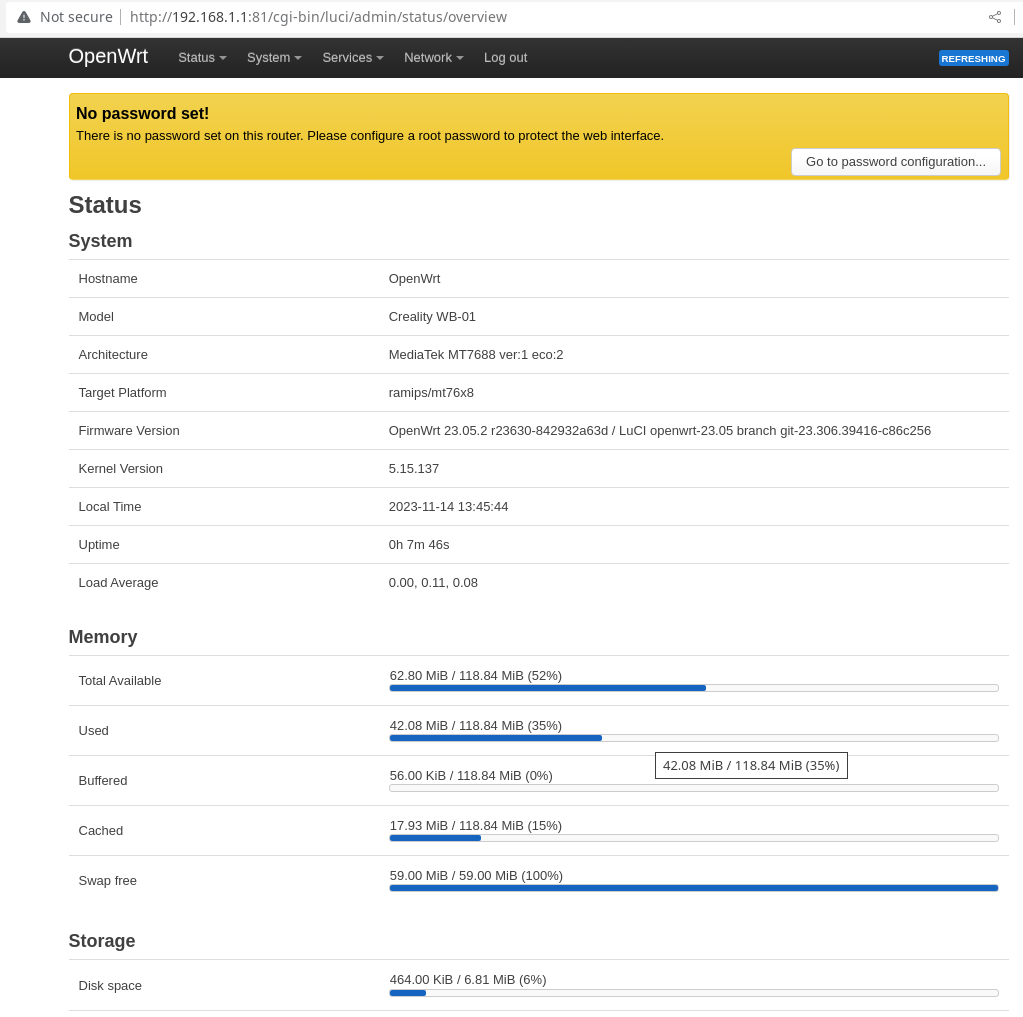 Not secure http://192.168.1.1:81/cgi-bin/luci/admin/status/overview
OpenWrt Status System Services Network Log out REFRESHING
No password set!
There is no password set on this router. Please configure a root password to protect the web interface.
Go to password configuration...
Status
System
Hostname OpenWrt
Model Creality WB-01
Architecture MediaTek MT7688 ver:1 eco:2
Target Platform ramips/mt76x8
Firmware Version OpenWrt 23.05.2 r23630-842932a63d / LuCI openwrt-23.05 branch git-23.306.39416-c86c256
Kernel Version 5.15.137
Local Time 2023-11-14 13:45:44
Uptime 0h 7m 46s
Load Average 0.00, 0.11, 0.08
Memory
Total Available 62.80 MiB / 118.84 MiB (52%)
Used 42.08 MiB / 118.84 MiB (35%)
42.08 MiB / 118.84 MiB (35%)
Buffered 56.00 KiB / 118.84 MiB (0%)
Cached 17.93 MiB / 118.84 MiB (15%)
Swap free 59.00 MiB / 59.00 MiB (100%)
Storage
Disk space 464.00 KiB / 6.81 MiB (6%)